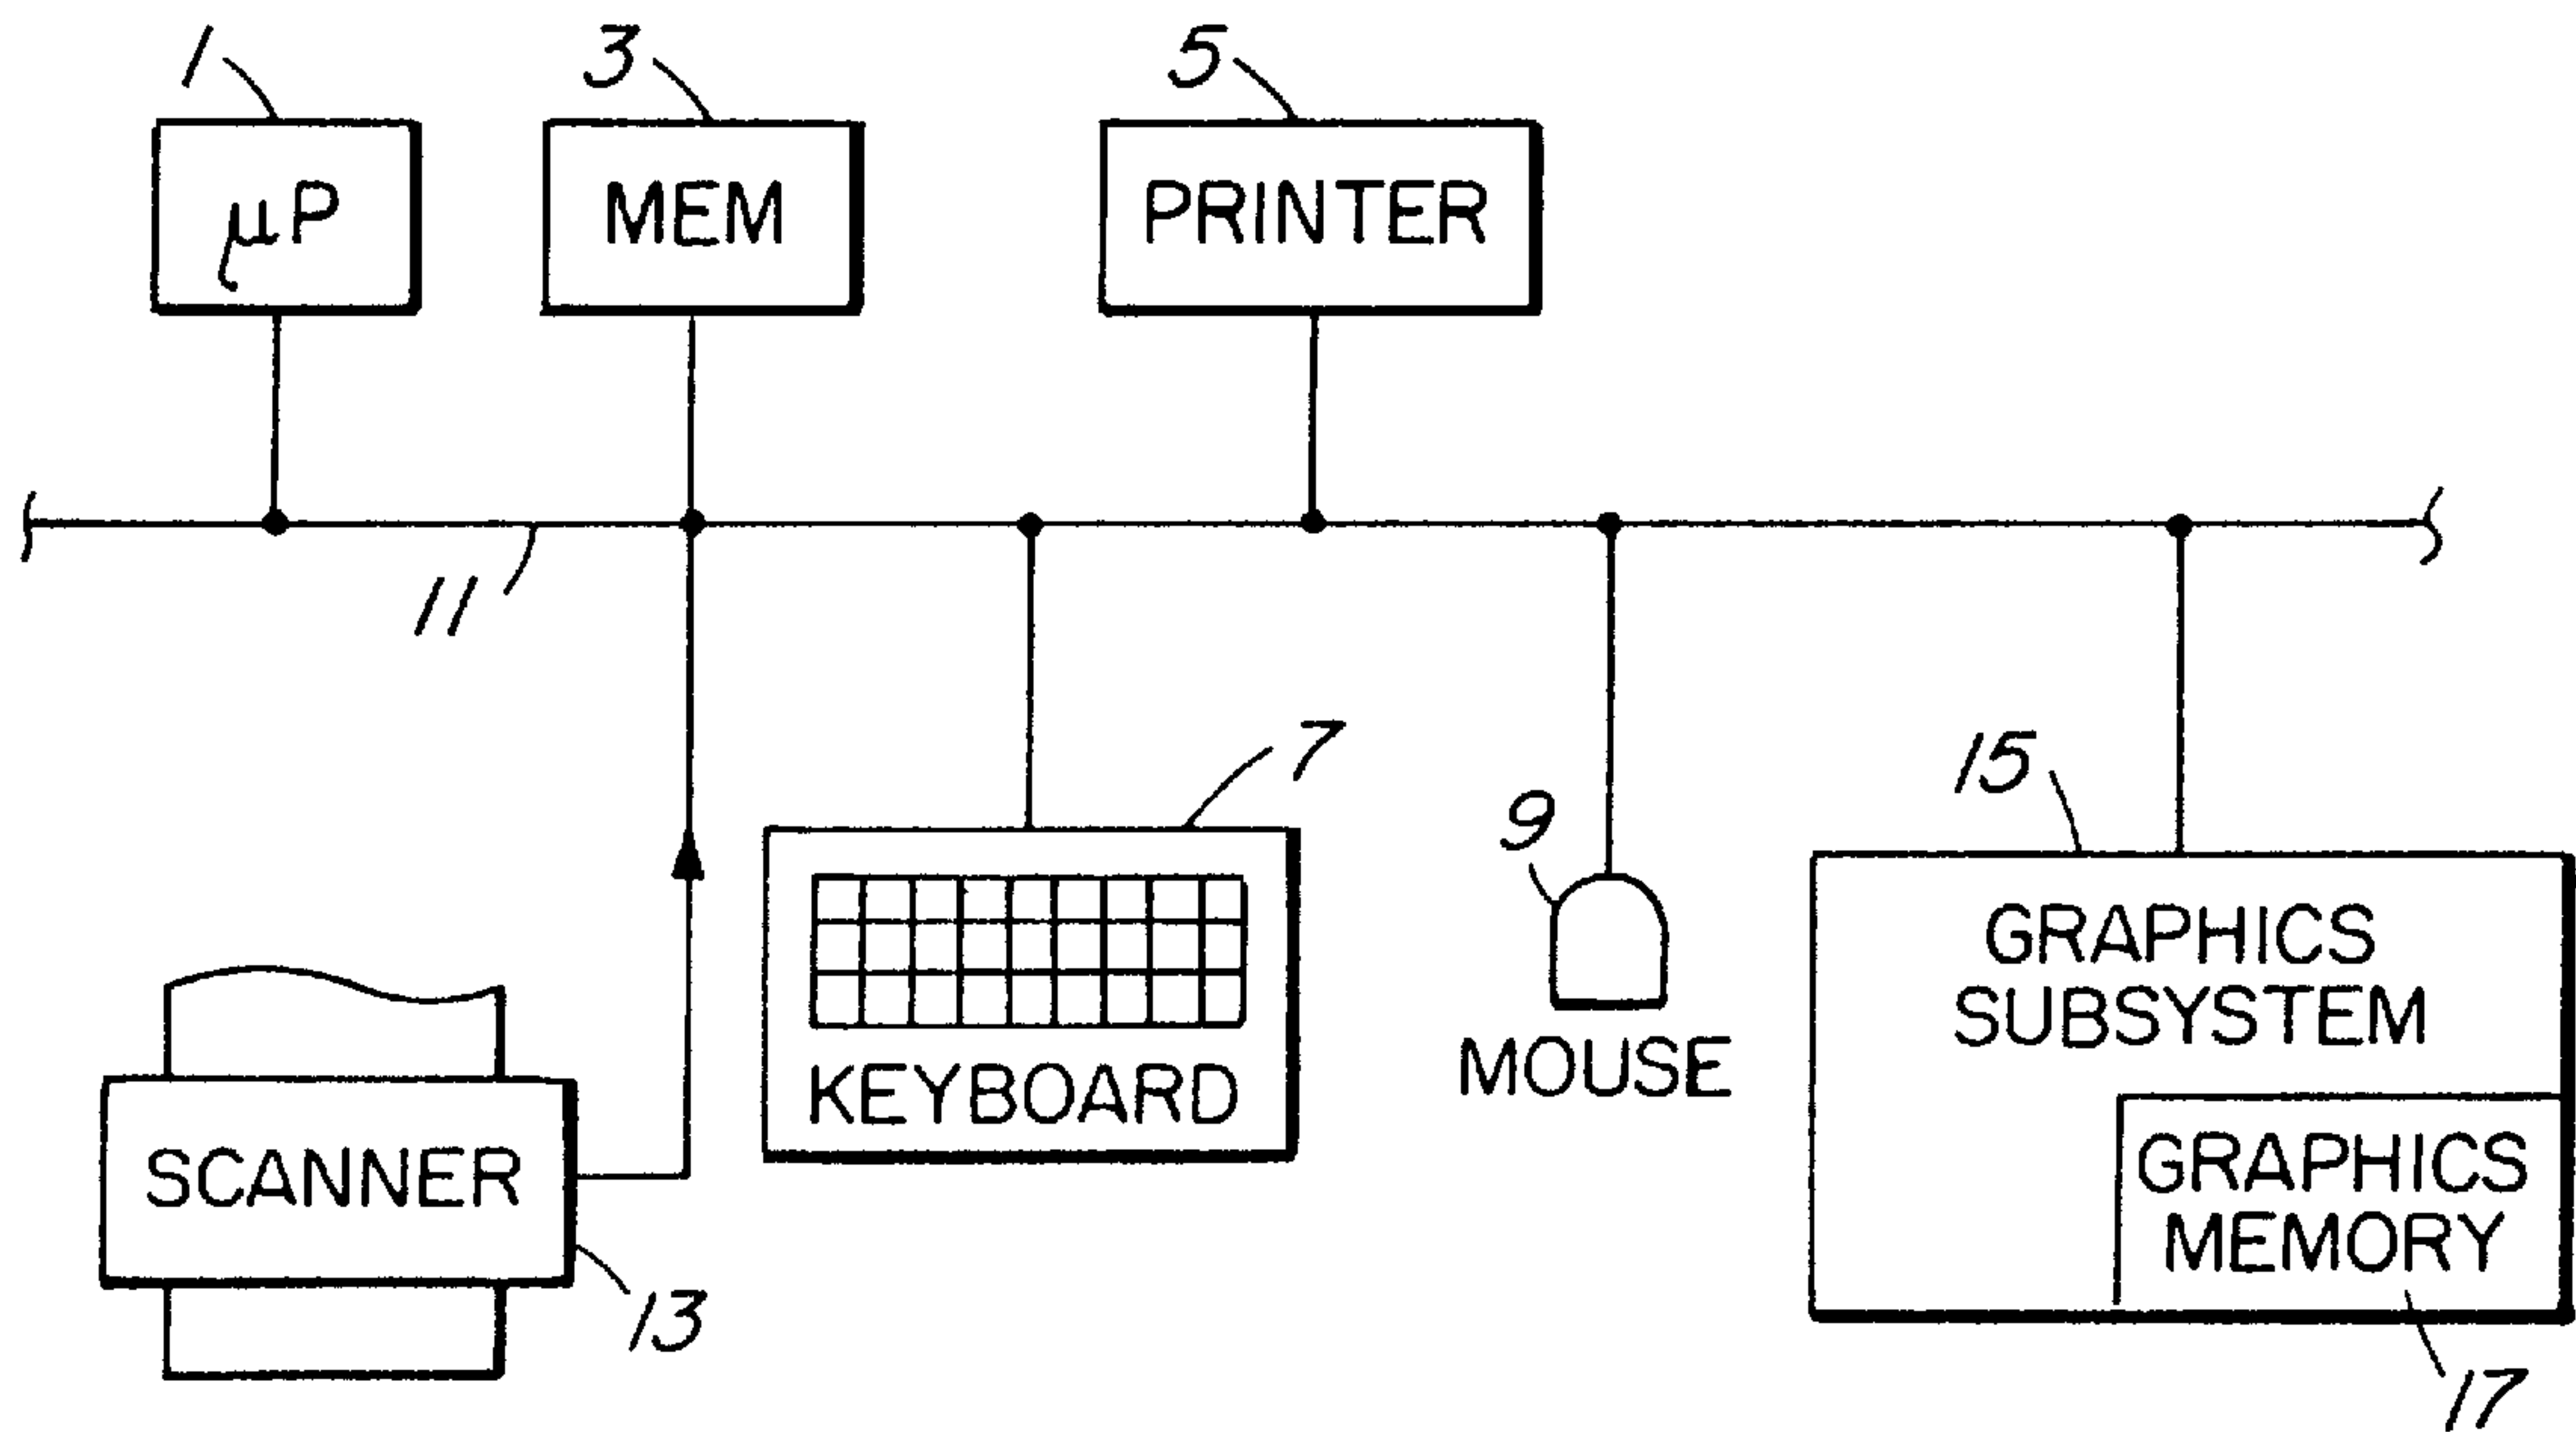 1
3
5
μP
MEM
PRINTER
11
7
9
15
KEYBOARD
MOUSE
GRAPHICS
SUBSYSTEM
SCANNER
13
GRAPHICS
MEMORY
17